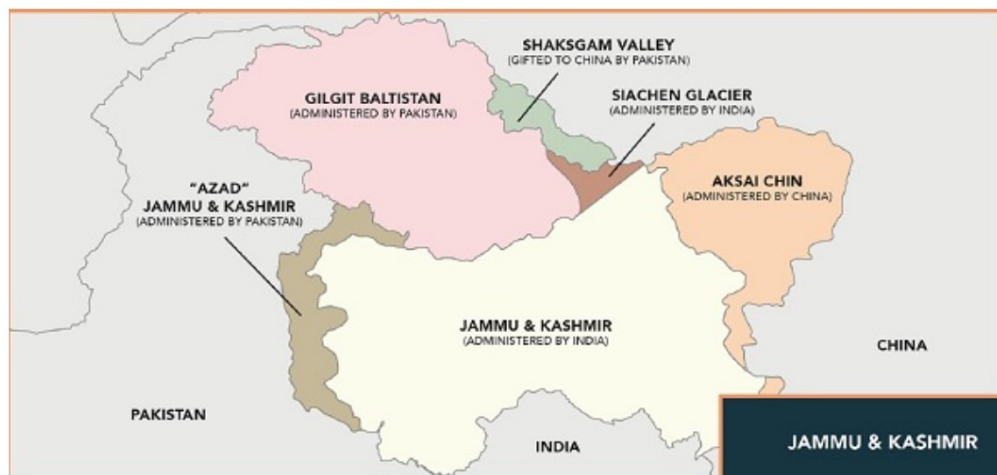 SHAKSGAM VALLEY
(GIFTED TO CHINA BY PAKISTAN)
GILGIT BALTISTAN
(ADMINISTERED BY PAKISTAN)
SIACHEN GLACIER
(ADMINISTERED BY INDIA)
"AZAD"
JAMMU & KASHMIR
(ADMINISTERED BY PAKISTAN)
AKSAI CHIN
(ADMINISTERED BY CHINA)
JAMMU & KASHMIR
(ADMINISTERED BY INDIA)
CHINA
PAKISTAN
INDIA
JAMMU & KASHMIR